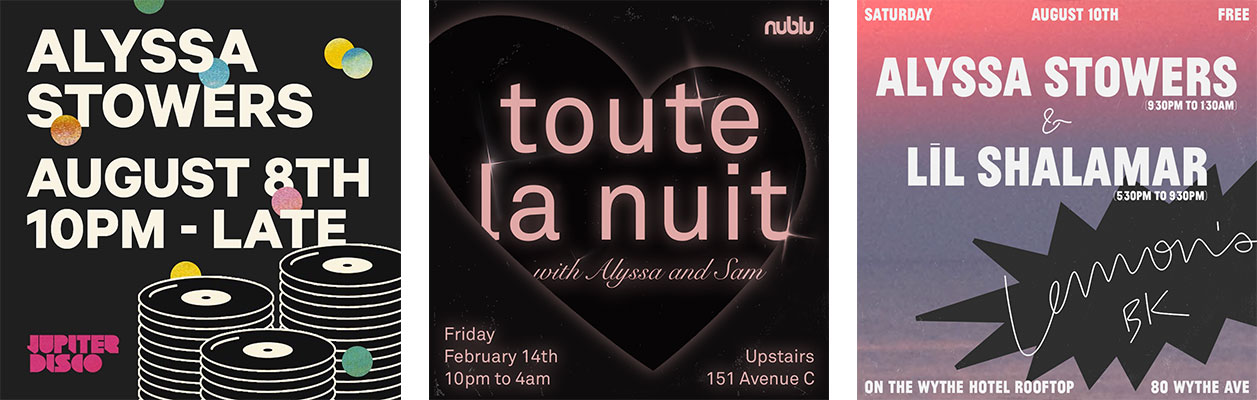 ALYSSA
STOWERS
AUGUST 8TH
10PM - LATE
JUPITER
DISCO
nublu
toute
la nuit
with Alyssa and Sam
Friday
February 14th
10pm to 4am
Upstairs
151 Avenue C
SATURDAY AUGUST 10TH FREE
ALYSSA STOWERS
(930PM TO 130AM)
&
LĪL SHALAMAR
(530PM TO 930PM)
Lemon's
BK
ON THE WYTHE HOTEL ROOFTOP 80 WYTHE AVE